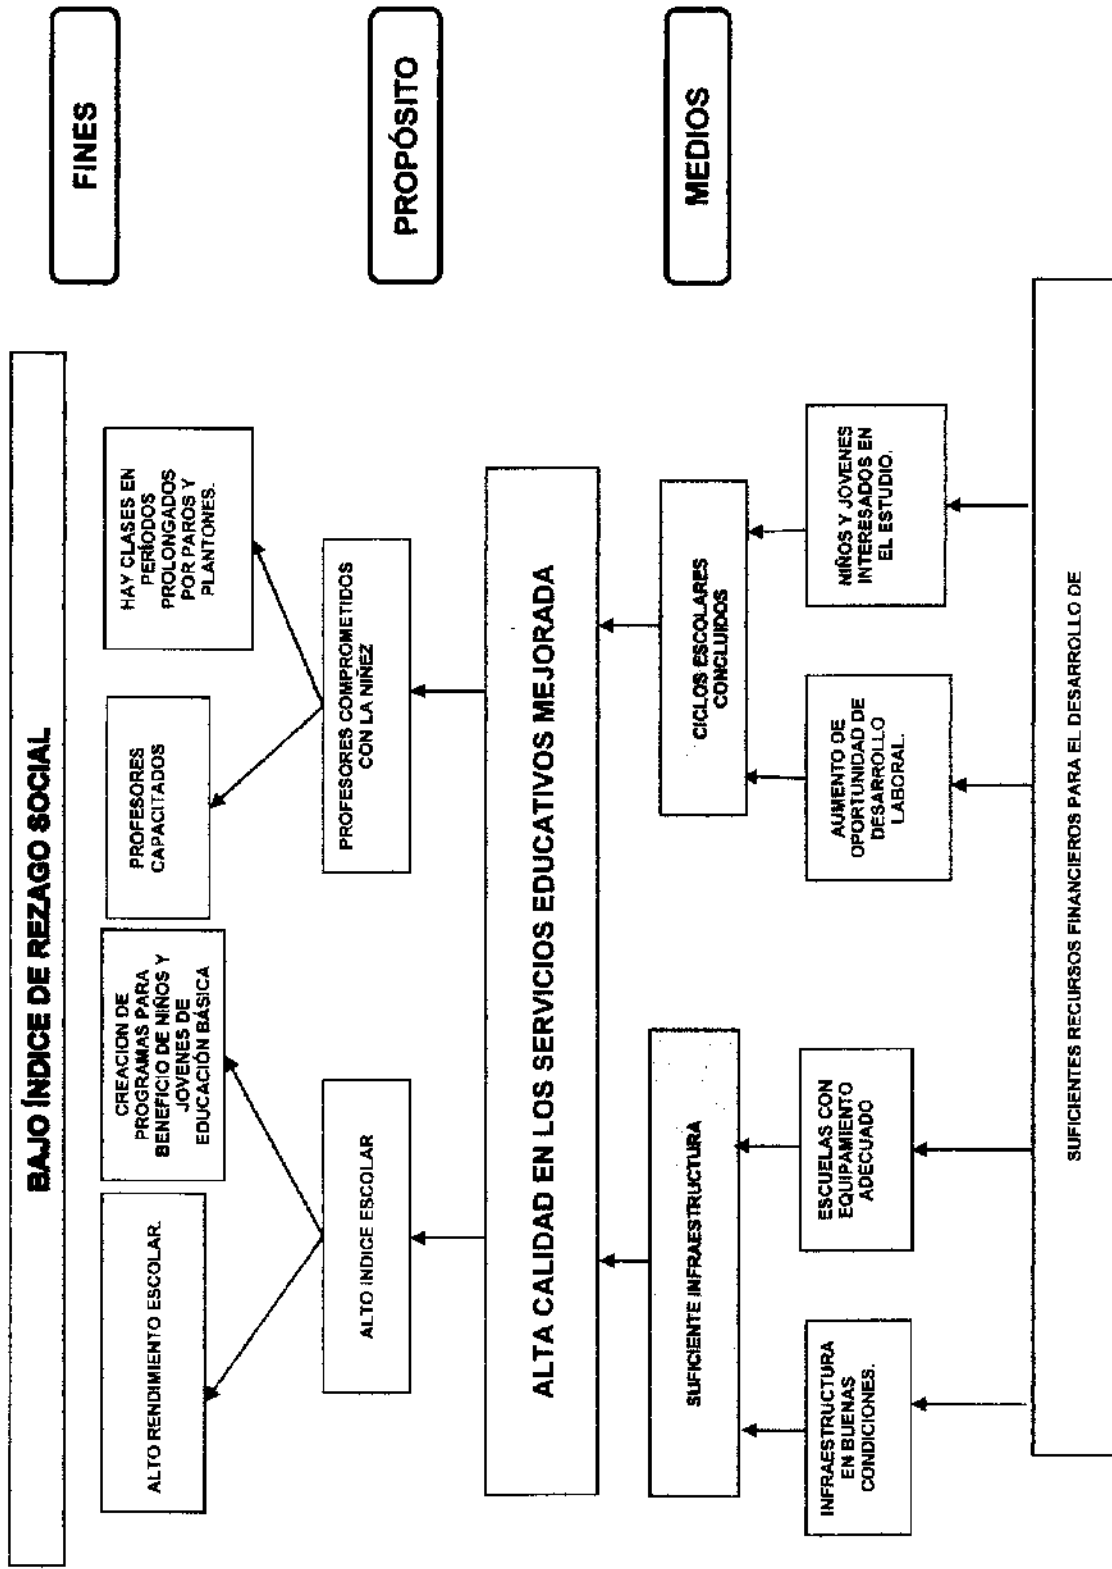 BAJO ÍNDICE DE REZAGO SOCIAL
FINES
ALTO RENDIMIENTO ESCOLAR.
CREACION DE
PROGRAMAS PARA
BENEFICIO DE NIÑOS Y
JOVENES DE
EDUCACIÓN BÁSICA
PROFESORES
CAPACITADOS
HAY CLASES EN
PERÍODOS
PROLONGADOS
POR PAROS Y
PLANTONES.
ALTO INDICE ESCOLAR
PROFESORES COMPROMETIDOS
CON LA NIÑEZ
PROPÓSITO
ALTA CALIDAD EN LOS SERVICIOS EDUCATIVOS MEJORADA
SUFICIENTE INFRAESTRUCTURA
CICLOS ESCOLARES
CONCLUIDOS
MEDIOS
INFRAESTRUCTURA
EN BUENAS
CONDICIONES.
ESCUELAS CON
EQUIPAMIENTO
ADECUADO
AUMENTO DE
OPORTUNIDAD DE
DESARROLLO
LABORAL.
NIÑOS Y JOVENES
INTERESADOS EN
EL ESTUDIO.
SUFICIENTES RECURSOS FINANCIEROS PARA EL DESARROLLO DE